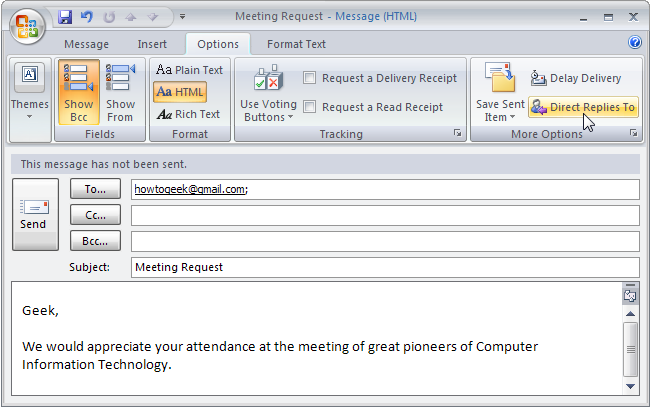 Meeting Request - Message (HTML)
Message Insert Options Format Text
Aa Plain Text
Aa HTML
Aa Rich Text
Themes
Show Bcc
Show From
Use Voting Buttons
Request a Delivery Receipt
Request a Read Receipt
Save Sent Item
Delay Delivery
Direct Replies To
Fields Format Tracking More Options
This message has not been sent.
Send
To... howtogeek@gmail.com;
Cc...
Bcc...
Subject: Meeting Request
Geek,
We would appreciate your attendance at the meeting of great pioneers of Computer
Information Technology.